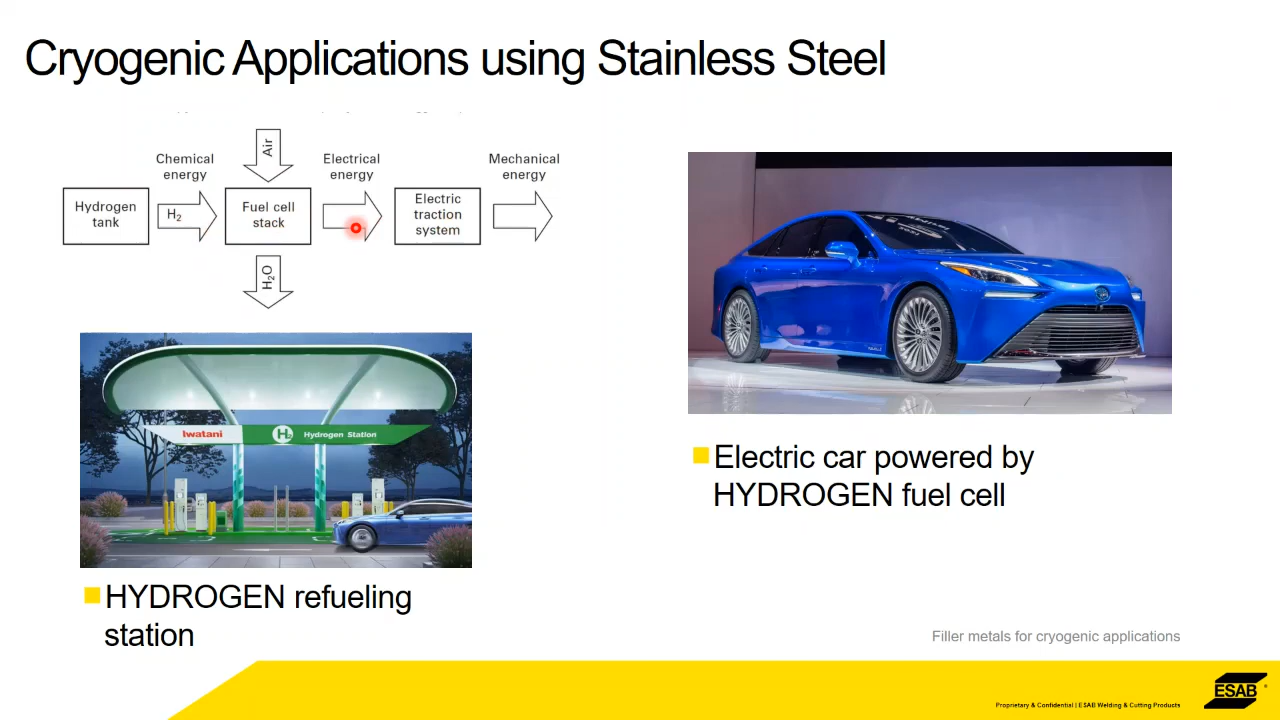 Cryogenic Applications using Stainless Steel
Air
Chemical
energy
Electrical
energy
Mechanical
energy
Hydrogen
tank
H₂
Fuel cell
stack
Electric
traction
system
H₂O
Iwatani
H₂ Hydrogen Station
HYDROGEN refueling
station
Electric car powered by
HYDROGEN fuel cell
Filler metals for cryogenic applications
Proprietary & Confidential | ESAB Welding & Cutting Products
ESAB